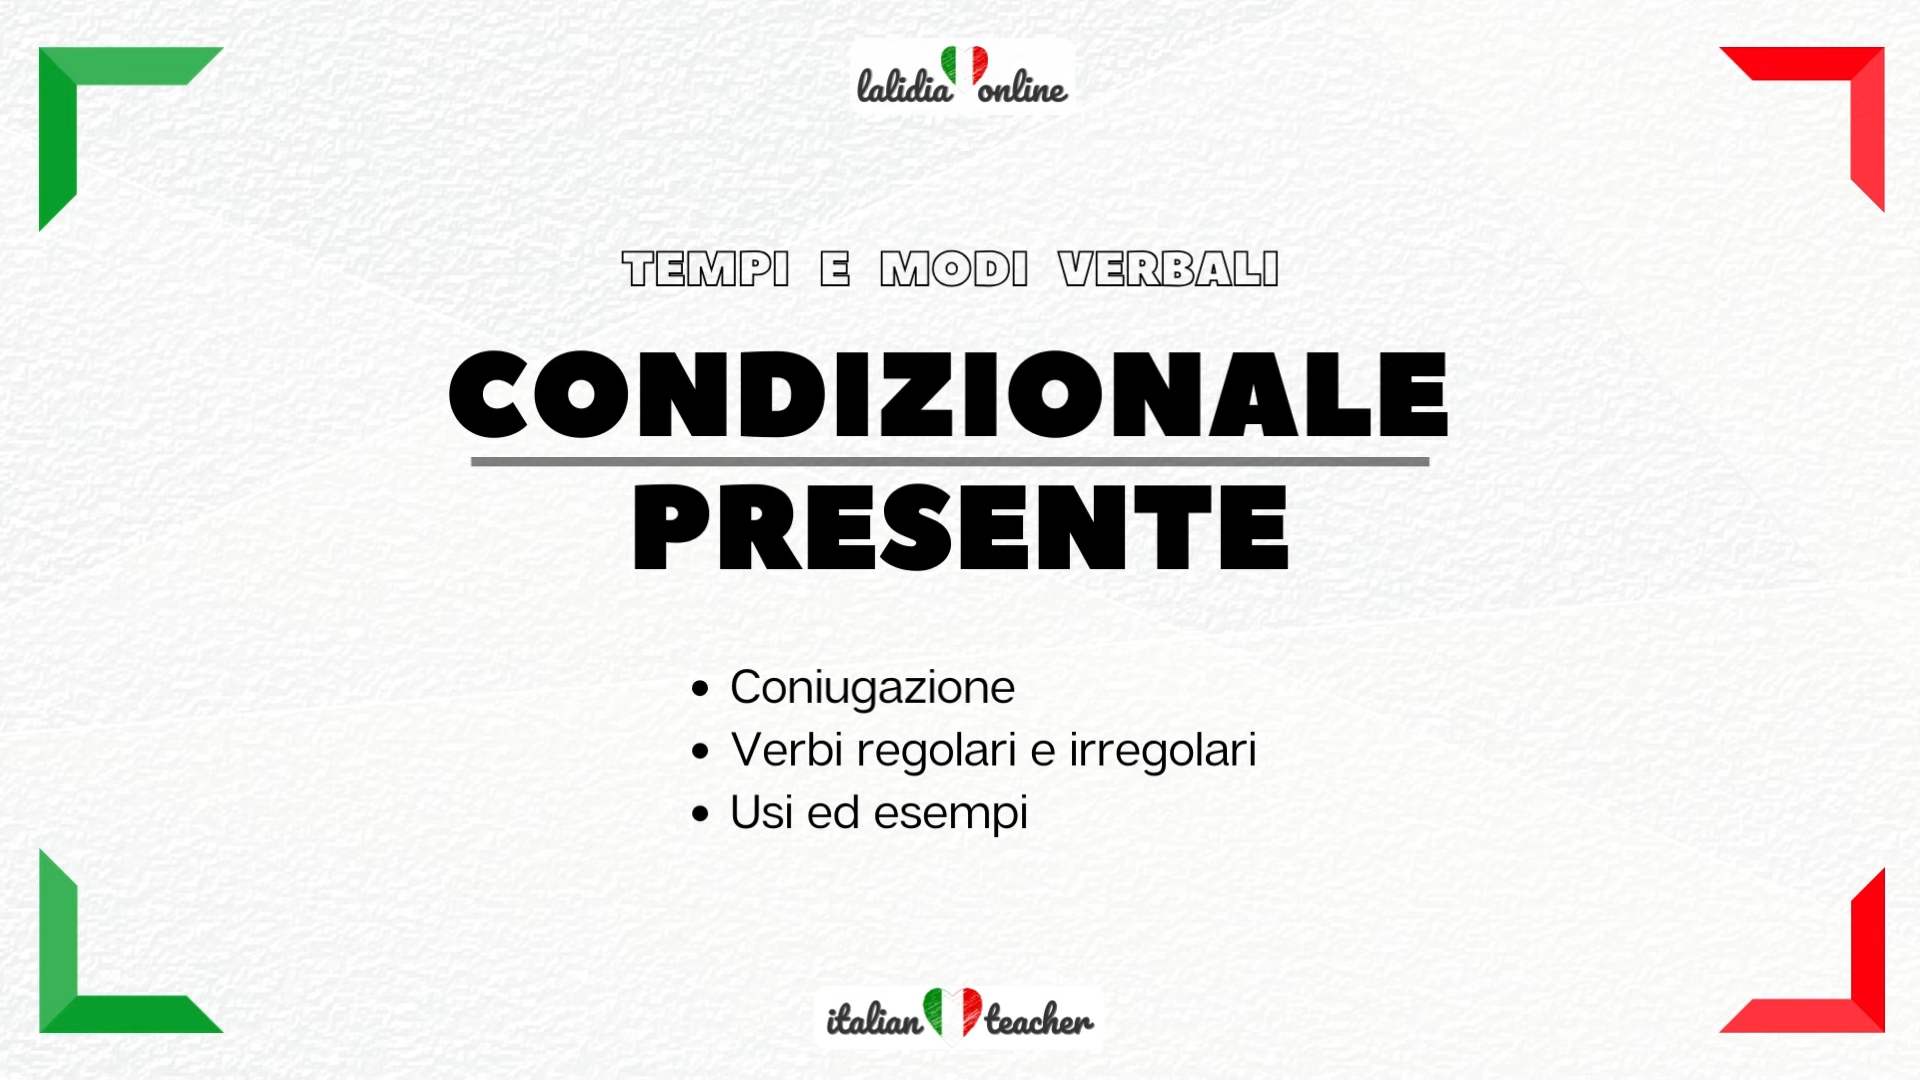 lalidia online
TEMPI E MODI VERBALI
CONDIZIONALE
PRESENTE
• Coniugazione
• Verbi regolari e irregolari
• Usi ed esempi
italian teacher